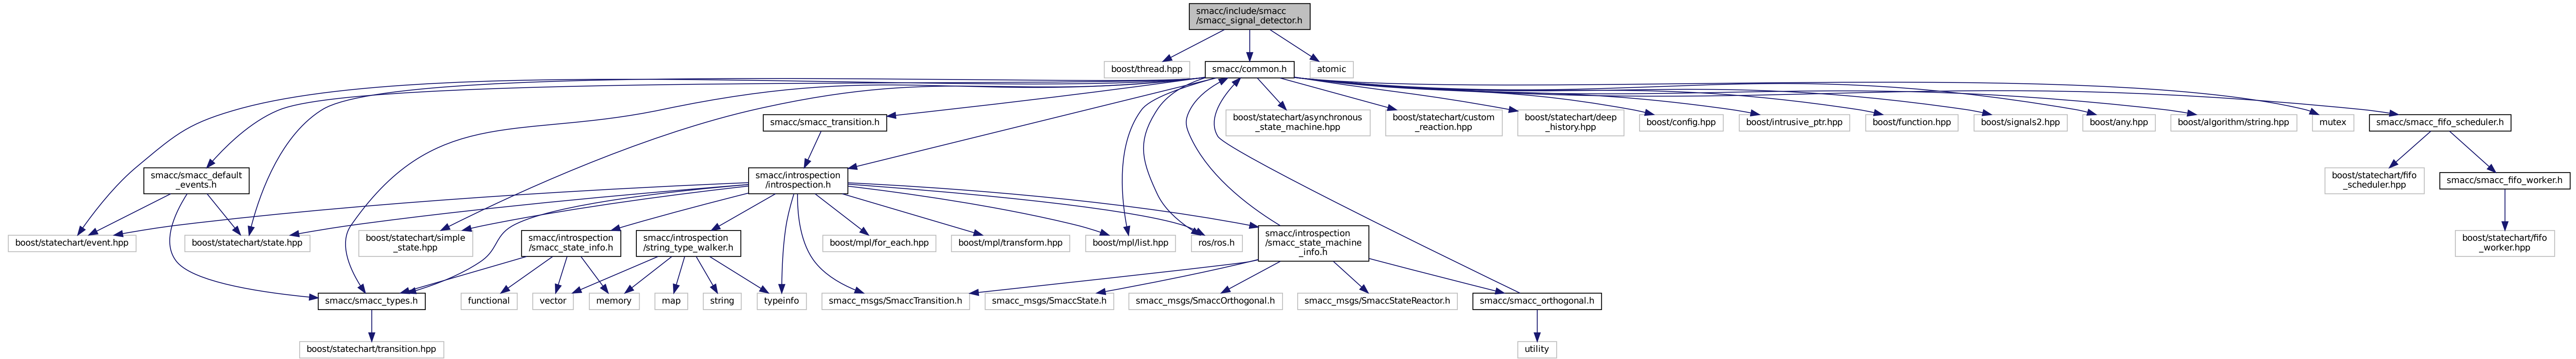 smacc/include/smacc
/smacc_signal_detector.h
boost/thread.hpp
smacc/common.h
atomic
smacc/smacc_transition.h
boost/statechart/asynchronous
_state_machine.hpp
boost/statechart/custom
_reaction.hpp
boost/statechart/deep
_history.hpp
boost/config.hpp
boost/intrusive_ptr.hpp
boost/function.hpp
boost/signals2.hpp
boost/any.hpp
boost/algorithm/string.hpp
mutex
smacc/smacc_fifo_scheduler.h
smacc/smacc_default
_events.h
smacc/introspection
/introspection.h
boost/statechart/fifo
_scheduler.hpp
smacc/smacc_fifo_worker.h
boost/statechart/event.hpp
boost/statechart/state.hpp
boost/statechart/simple
_state.hpp
smacc/introspection
/smacc_state_info.h
smacc/introspection
/string_type_walker.h
boost/mpl/for_each.hpp
boost/mpl/transform.hpp
boost/mpl/list.hpp
ros/ros.h
smacc/introspection
/smacc_state_machine
_info.h
boost/statechart/fifo
_worker.hpp
smacc/smacc_types.h
functional
vector
memory
map
string
typeinfo
smacc_msgs/SmaccTransition.h
smacc_msgs/SmaccState.h
smacc_msgs/SmaccOrthogonal.h
smacc_msgs/SmaccStateReactor.h
smacc/smacc_orthogonal.h
boost/statechart/transition.hpp
utility